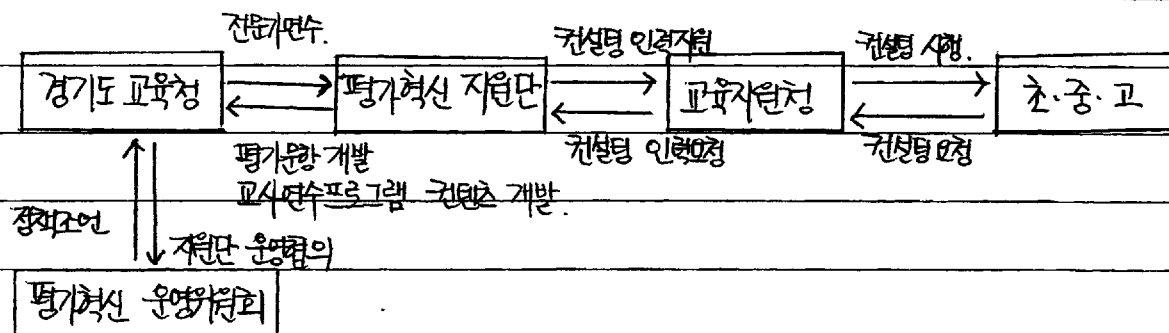 전문가연수.
컨설팅 인력지원
컨설팅 시행.
경기도 교육청
평가혁신 지원단
교육지원청
초·중·고
평가문항 개발
컨설팅 인력요청
컨설팅 요청
교사연수프로그램 컨텐츠 개발.
정책조언
지원단 운영협의
평가혁신 운영위원회